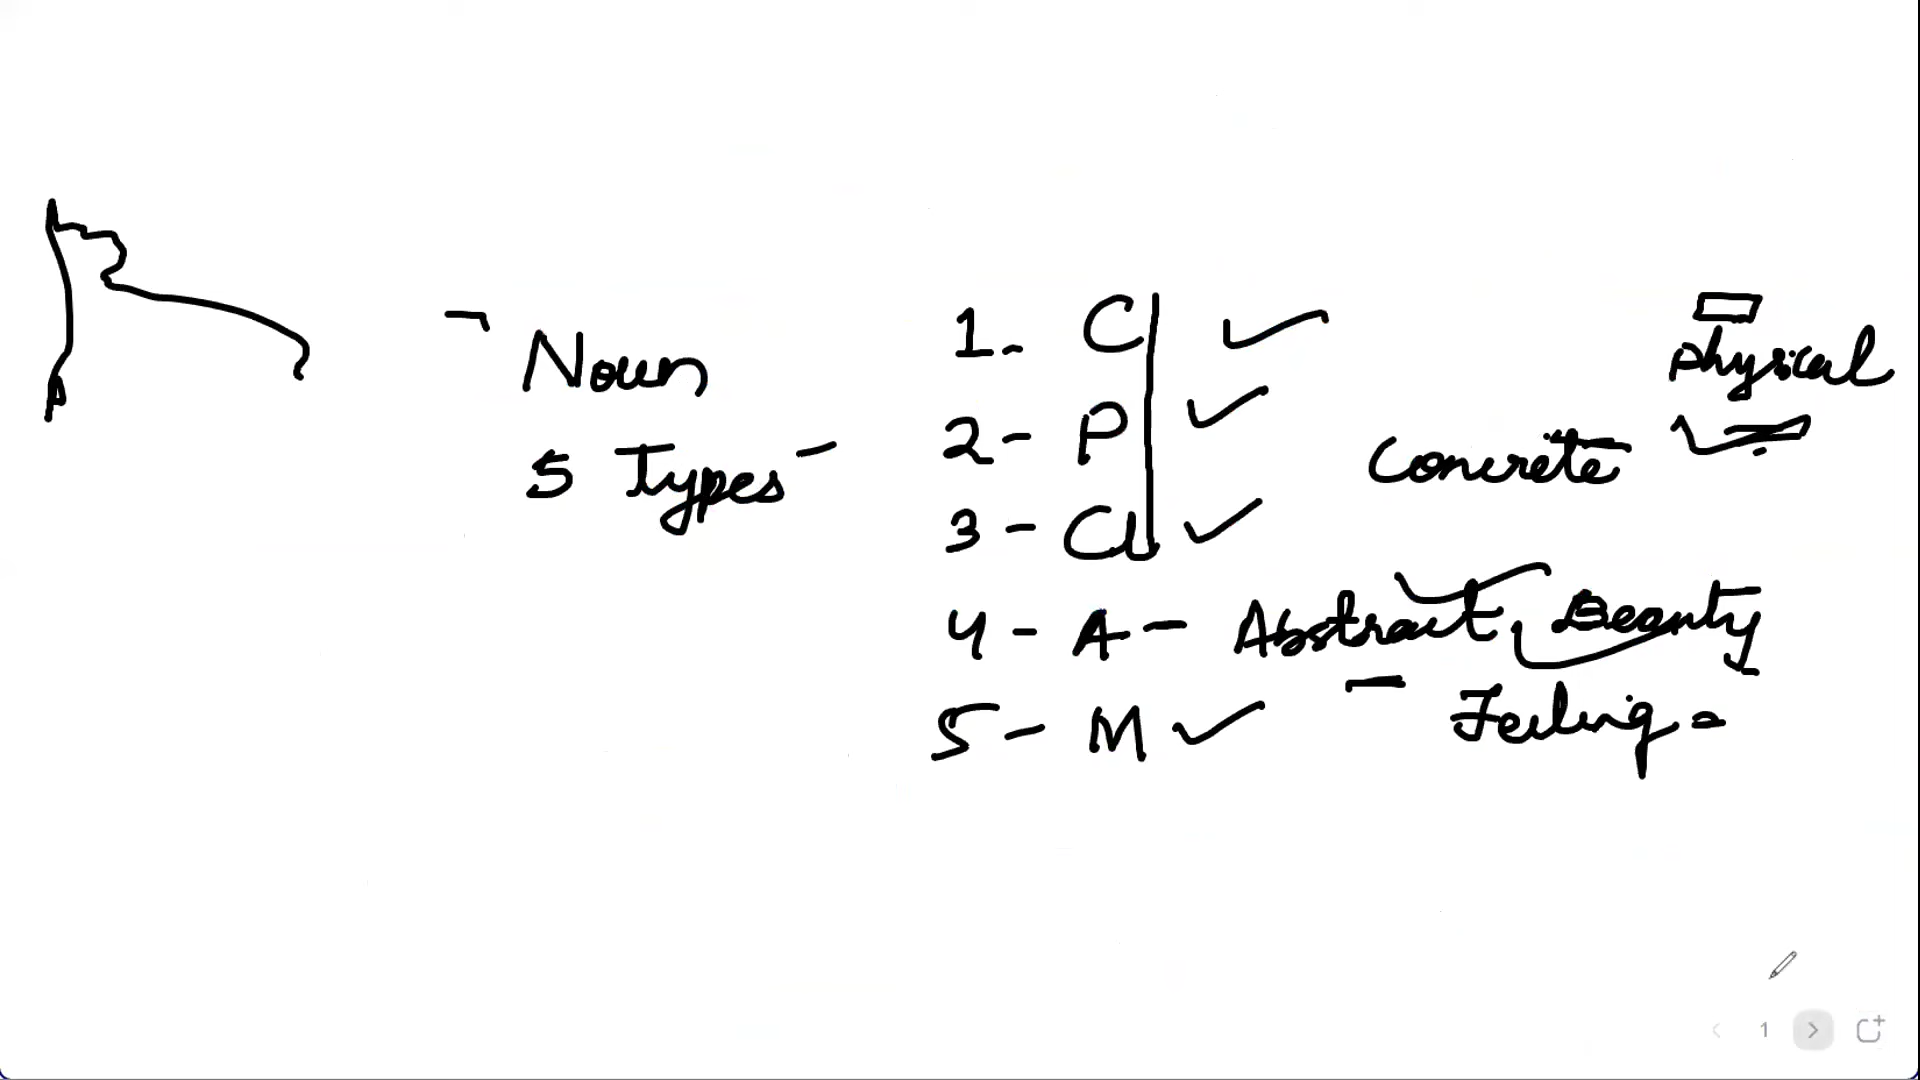 Noun
5 Types
1- C
2- P
3- CL
4- A - Abstract, Beauty
5- M
Physical
Concrete
Feeling
1